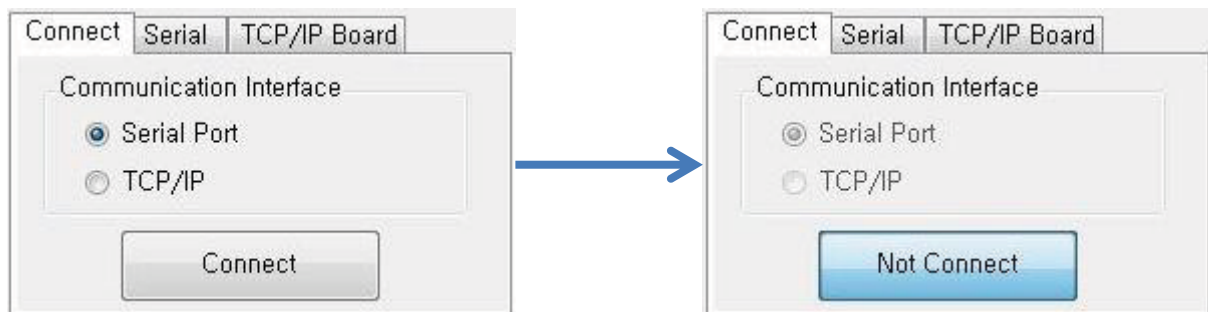 Connect Serial TCP/IP Board
Communication Interface
Serial Port
TCP/IP
Connect
Connect Serial TCP/IP Board
Communication Interface
Serial Port
TCP/IP
Not Connect